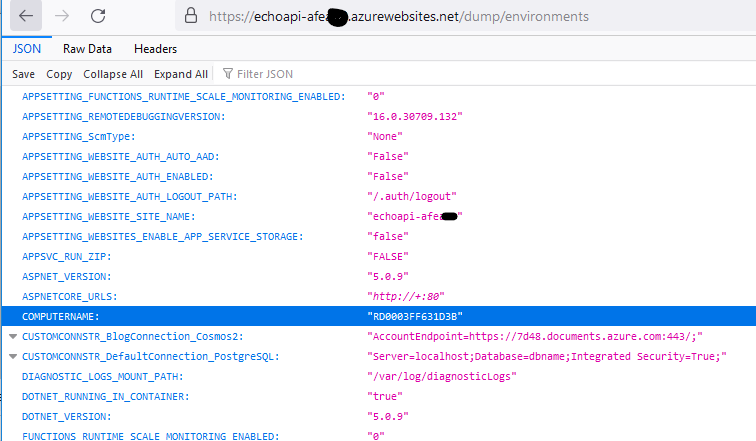 https://echoapi-afea .azurewebsites.net/dump/environments
JSON Raw Data Headers
Save Copy Collapse All Expand All Filter JSON
APPSETTING_FUNCTIONS_RUNTIME_SCALE_MONITORING_ENABLED: "0"
APPSETTING_REMOTEDEBUGGINGVERSION: "16.0.30709.132"
APPSETTING_ScmType: "None"
APPSETTING_WEBSITE_AUTH_AUTO_AAD: "False"
APPSETTING_WEBSITE_AUTH_ENABLED: "False"
APPSETTING_WEBSITE_AUTH_LOGOUT_PATH: "/.auth/logout"
APPSETTING_WEBSITE_SITE_NAME: "echoapi-afea "
APPSETTING_WEBSITES_ENABLE_APP_SERVICE_STORAGE: "false"
APPSVC_RUN_ZIP: "FALSE"
ASPNET_VERSION: "5.0.9"
ASPNETCORE_URLS: "http://+:80"
COMPUTERNAME: "RD0003FF631D3B"
CUSTOMCONNSTR_BlogConnection_Cosmos2: "AccountEndpoint=https://7d48.documents.azure.com:443/;"
CUSTOMCONNSTR_DefaultConnection_PostgreSQL: "Server=localhost;Database=dbname;Integrated Security=True;"
DIAGNOSTIC_LOGS_MOUNT_PATH: "/var/log/diagnosticLogs"
DOTNET_RUNNING_IN_CONTAINER: "true"
DOTNET_VERSION: "5.0.9"
FUNCTIONS_RUNTIME_SCALE_MONITORING_ENABLED: "0"